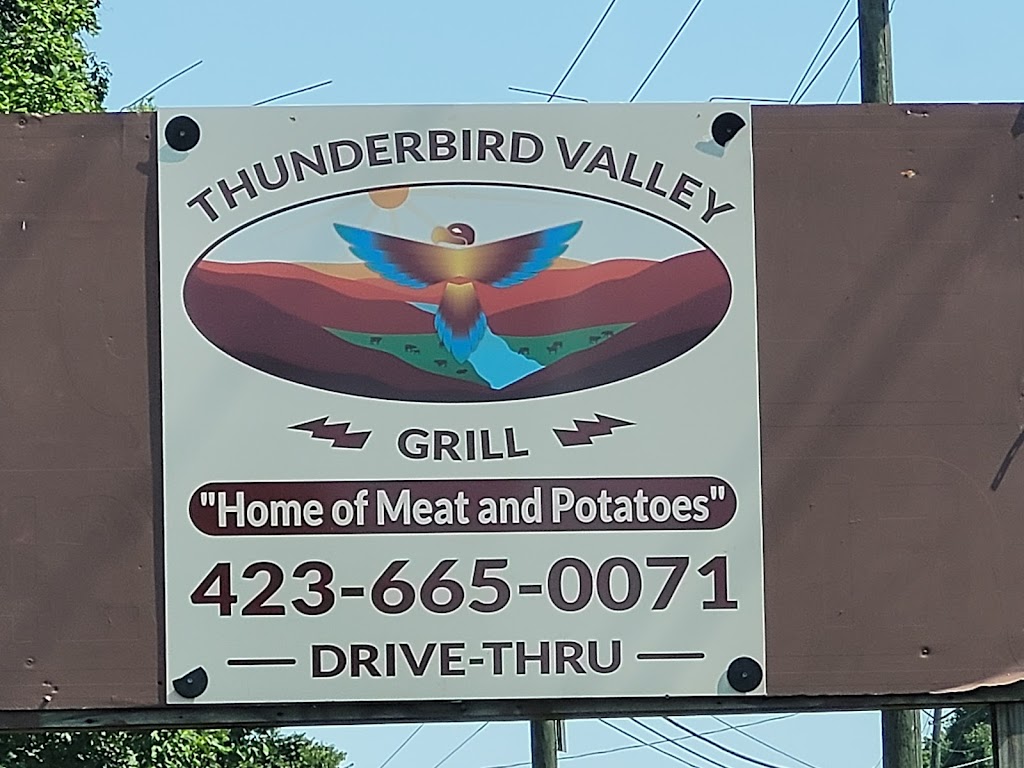 THUNDERBIRD VALLEY
GRILL
"Home of Meat and Potatoes"
423-665-0071
DRIVE-THRU